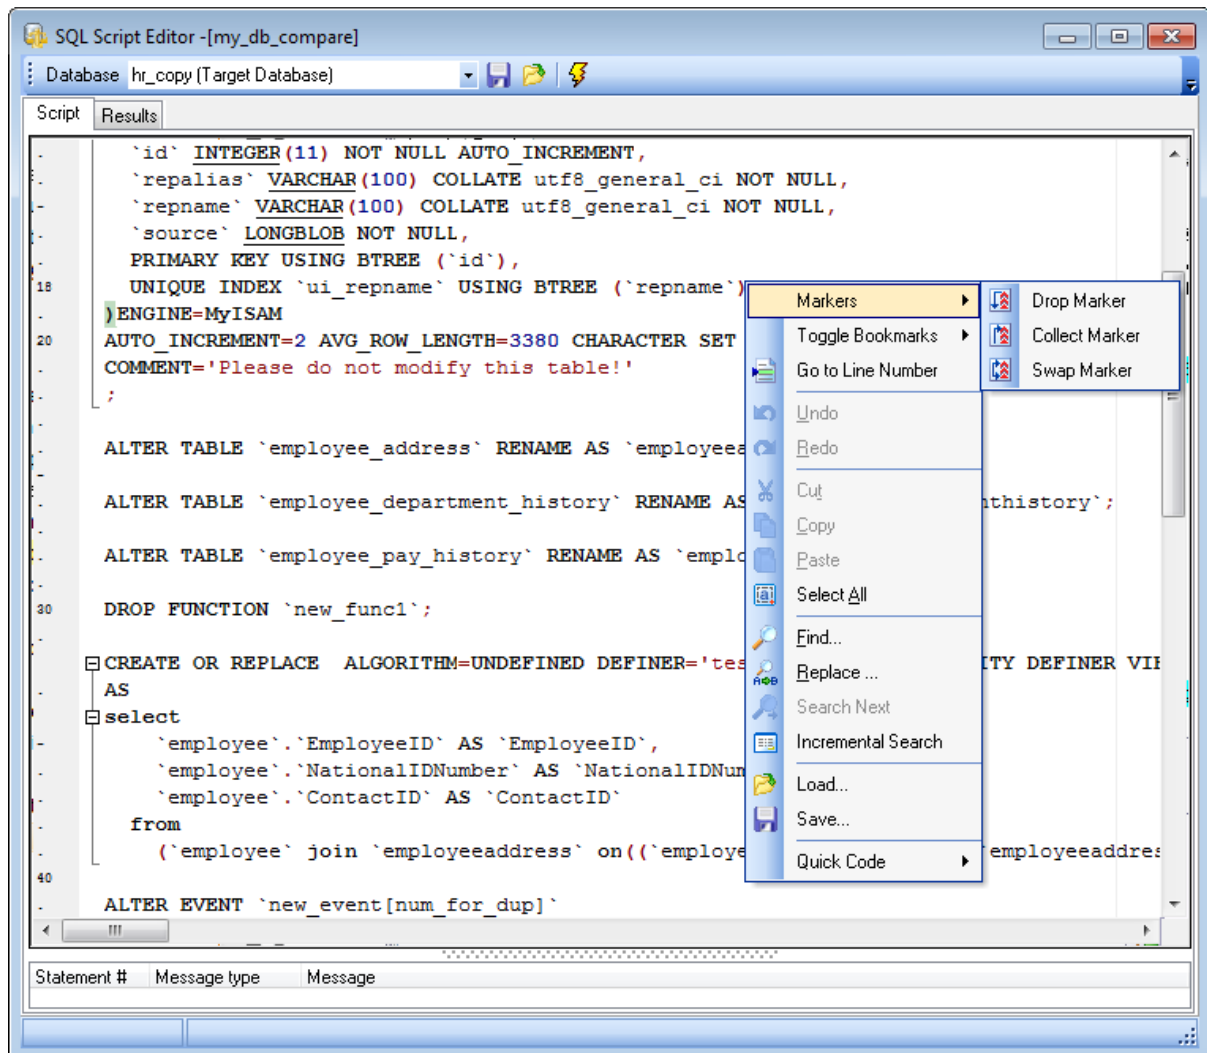 SQL Script Editor -[my_db_compare]
Database hr_copy (Target Database)
Script Results
`id` INTEGER(11) NOT NULL AUTO_INCREMENT,
`repalias` VARCHAR(100) COLLATE utf8_general_ci NOT NULL,
`repname` VARCHAR(100) COLLATE utf8_general_ci NOT NULL,
`source` LONGBLOB NOT NULL,
PRIMARY KEY USING BTREE (`id`),
18 UNIQUE INDEX `ui_repname` USING BTREE (`repname`)
)ENGINE=MyISAM
20 AUTO_INCREMENT=2 AVG_ROW_LENGTH=3380 CHARACTER SET
COMMENT='Please do not modify this table!'
;
ALTER TABLE `employee_address` RENAME AS `employeea
ALTER TABLE `employee_department_history` RENAME AS thistory`;
ALTER TABLE `employee_pay_history` RENAME AS `emplo
30 DROP FUNCTION `new_func1`;
CREATE OR REPLACE ALGORITHM=UNDEFINED DEFINER='tes ITY DEFINER VIE
AS
select
`employee`.`EmployeeID` AS `EmployeeID`,
`employee`.`NationalIDNumber` AS `NationalIDNum
`employee`.`ContactID` AS `ContactID`
from
(`employee` join `employeeaddress` on((`employe employeeaddres
40
ALTER EVENT `new_event[num_for_dup]`
Markers
Toggle Bookmarks
Go to Line Number
Undo
Redo
Cut
Copy
Paste
Select All
Find...
Replace ...
Search Next
Incremental Search
Load...
Save...
Quick Code
Drop Marker
Collect Marker
Swap Marker
Statement # Message type Message